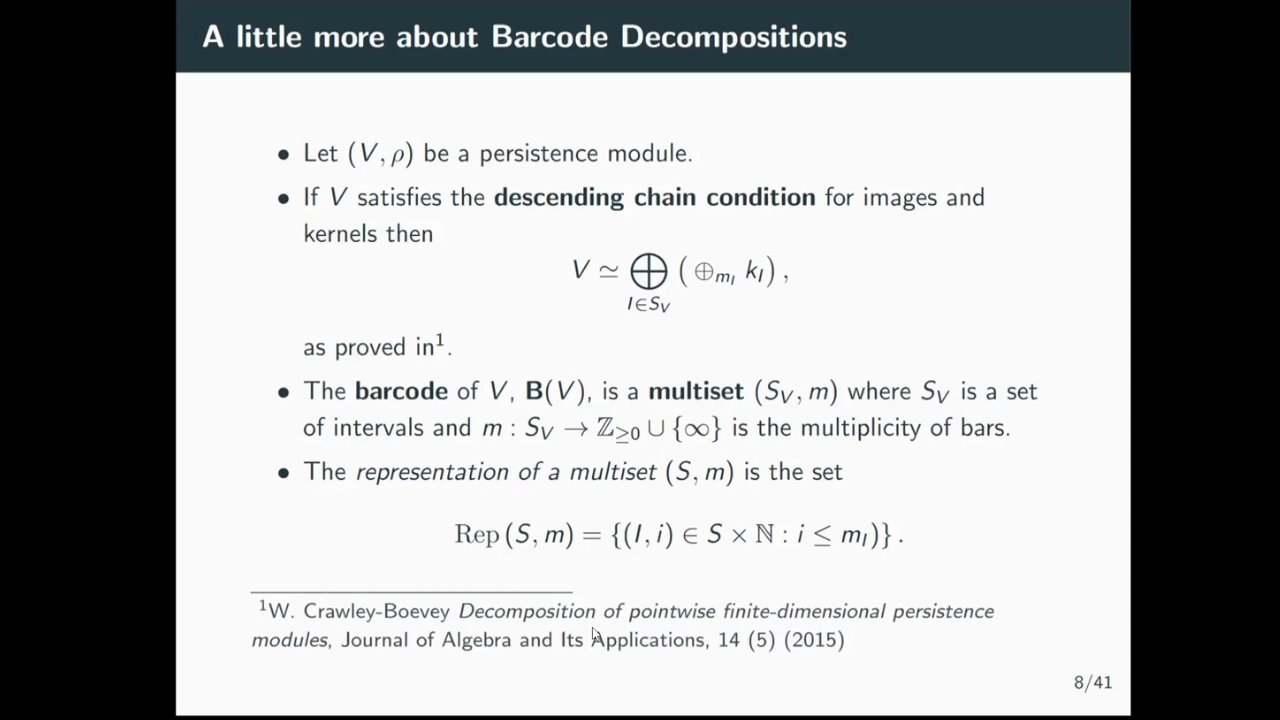 A little more about Barcode Decompositions
• Let (V, ρ) be a persistence module.
• If V satisfies the descending chain condition for images and
kernels then
V ≃ ⨁_{I∈S_V} ( ⊕_{m_I} k_I ) ,
as proved in¹.
• The barcode of V, B(V), is a multiset (S_V, m) where S_V is a set
of intervals and m : S_V → ℤ_{≥0} ∪ {∞} is the multiplicity of bars.
• The representation of a multiset (S, m) is the set
Rep (S, m) = {(I, i) ∈ S × ℕ : i ≤ m_I)} .
¹W. Crawley-Boevey Decomposition of pointwise finite-dimensional persistence
modules, Journal of Algebra and Its Applications, 14 (5) (2015)
8/41